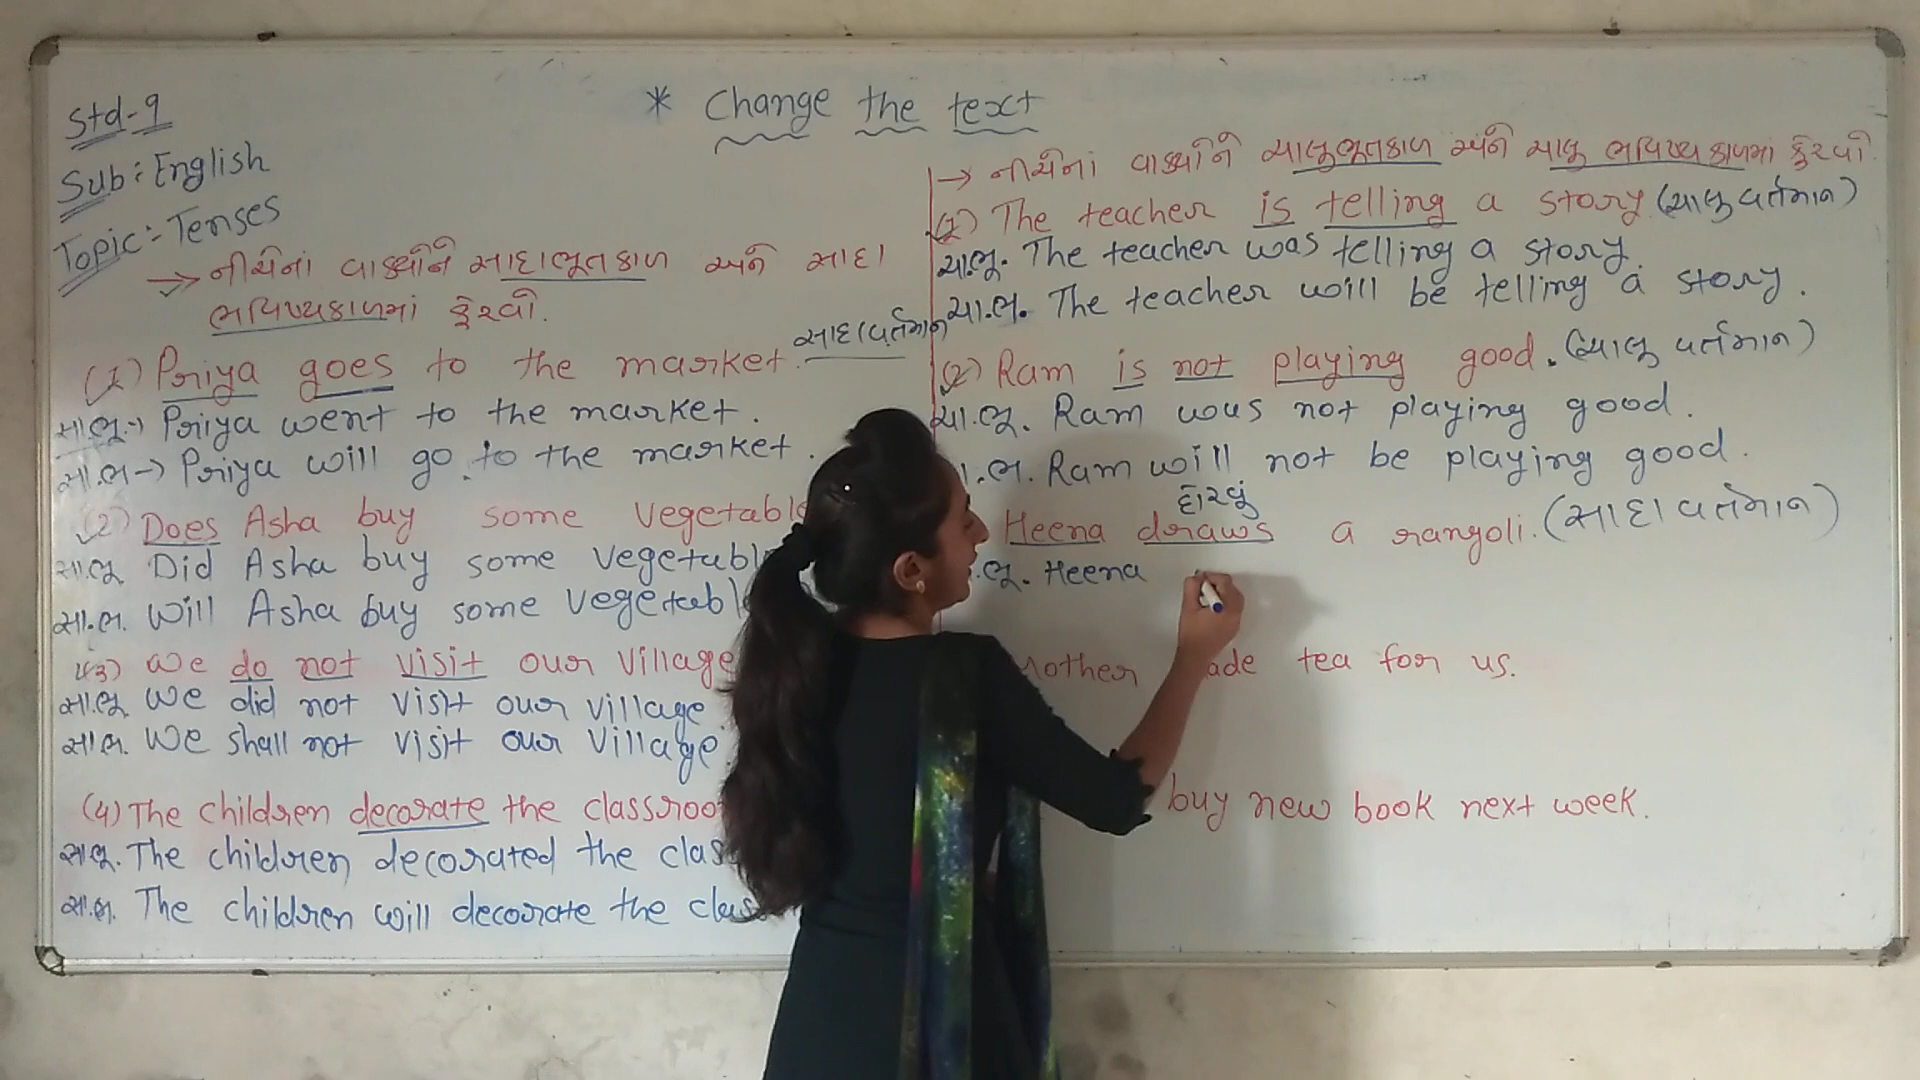 * Change the text
Std-9
Sub: English
Topic:- Tenses
→ નીચેનાં વાક્યોને સાદાભૂતકાળ અને સાદા
ભવિષ્યકાળમાં ફેરવો.
(1) Priya goes to the market. સાદાવર્તમાન
સા.ભૂ.→ Priya went to the market.
સા.ભ→ Priya will go to the market.
(2) Does Asha buy some vegetabl
સા.ભૂ Did Asha buy some vegetabl
સા.ભ. Will Asha buy some vegetabl
(3) We do not visit our village
સા.ભૂ We did not visit our village
સા.ભ. We shall not visit our village.
(4) The children decorate the classroo
સા.ભૂ. The children decorated the clas
સા.ભ. The children will decorate the clas
→ નીચેનાં વાક્યોને ચાલુભૂતકાળ અને ચાલુ ભવિષ્યકાળમાં ફેરવો
(1) The teacher is telling a story (ચાલુ વર્તમાન)
ચા.ભૂ. The teacher was telling a story.
ચા.ભ. The teacher will be telling a story.
(2) Ram is not playing good. (ચાલુ વર્તમાન)
ચા.ભૂ. Ram was not playing good.
.ભ. Ram will not be playing good.
દોરવું
Heena draws a rangoli. (સાદા વર્તમાન)
.ભૂ. Heena
Mother ade tea for us.
buy new book next week.